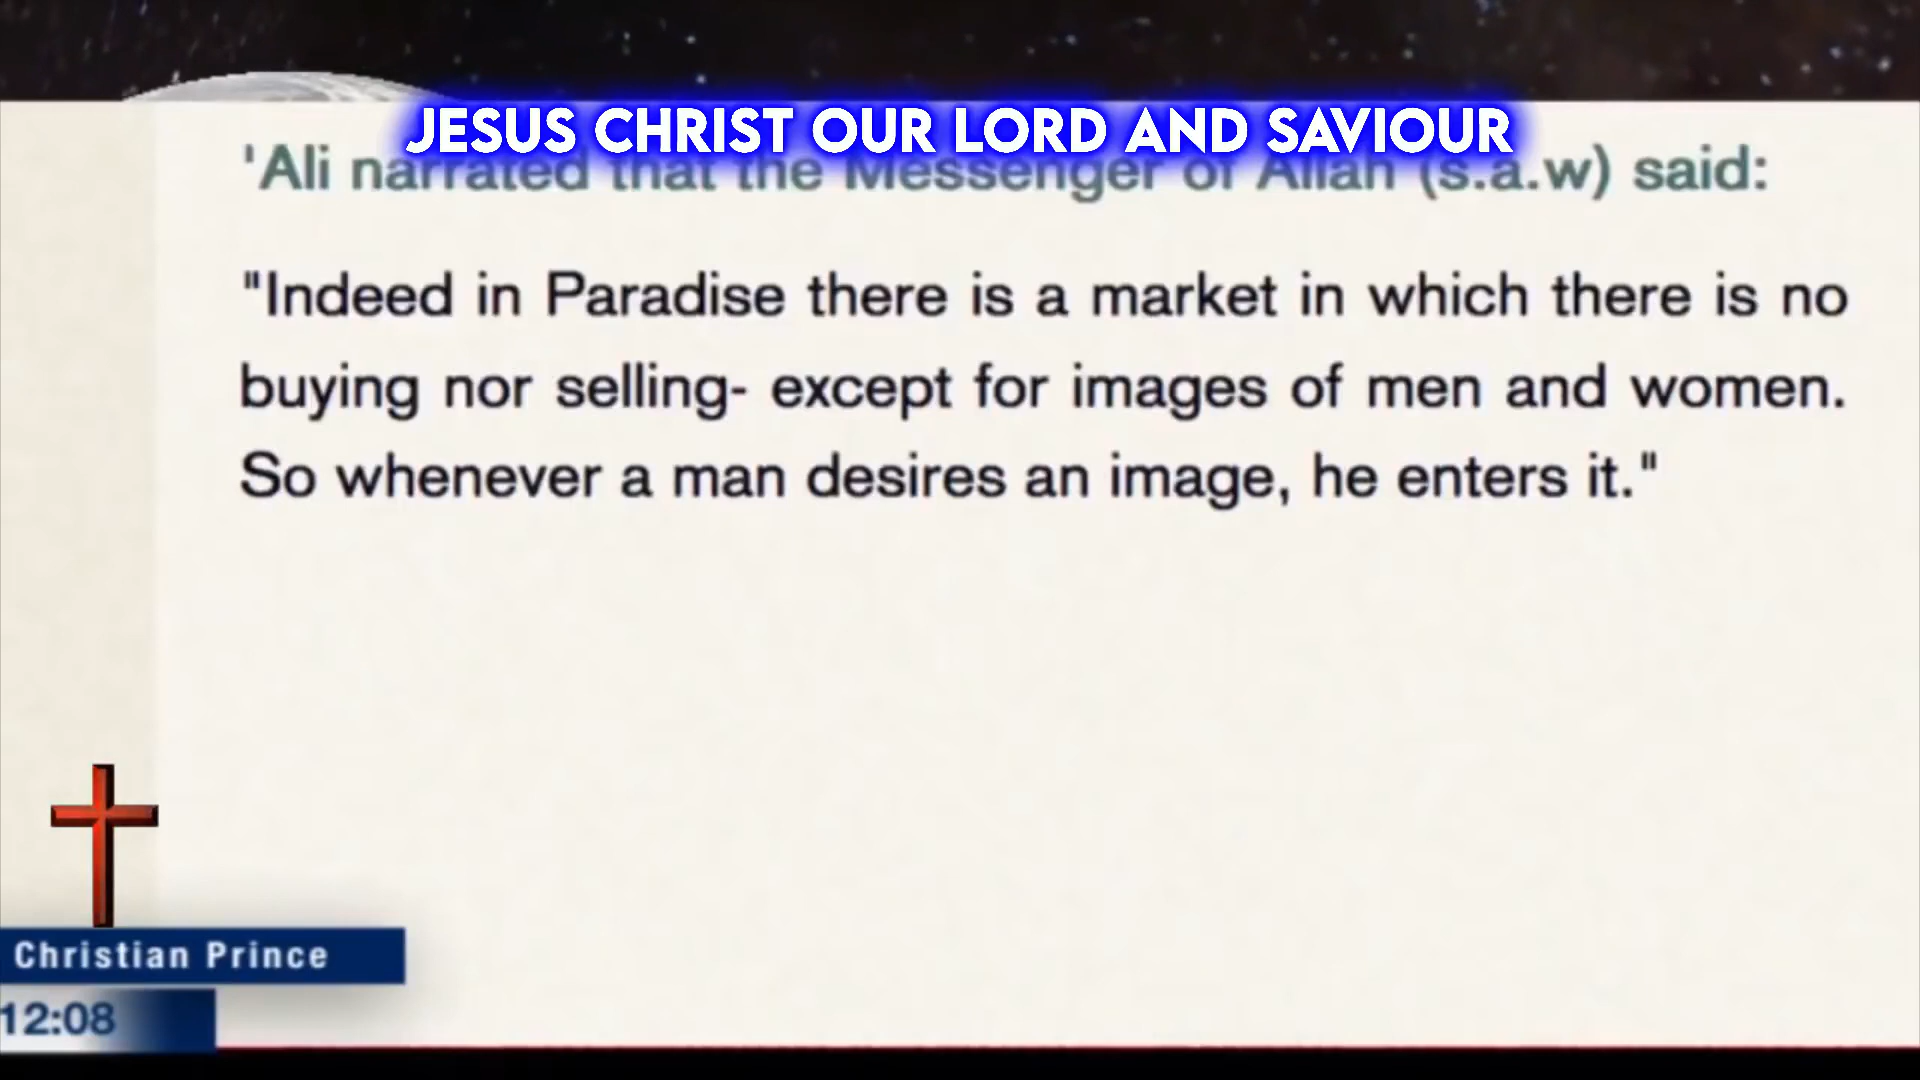 JESUS CHRIST OUR LORD AND SAVIOUR
'Ali narrated that the Messenger of Allah (s.a.w) said:
"Indeed in Paradise there is a market in which there is no
buying nor selling- except for images of men and women.
So whenever a man desires an image, he enters it."
Christian Prince
12:08